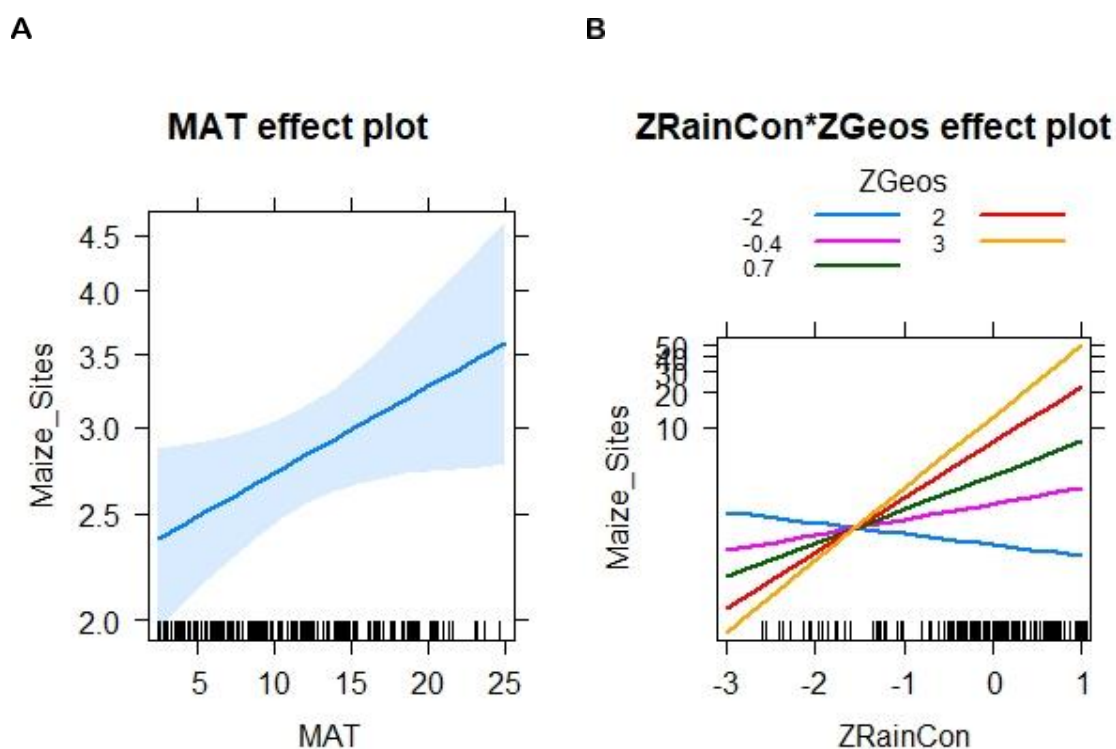 A
B
MAT effect plot
ZRainCon*ZGeos effect plot
ZGeos
-2
2
-0.4
3
0.7
4.5
4.0
3.5
3.0
2.5
2.0
Maize_Sites
5 10 15 20 25
MAT
50
40
30
20
10
Maize_Sites
-3 -2 -1 0 1
ZRainCon